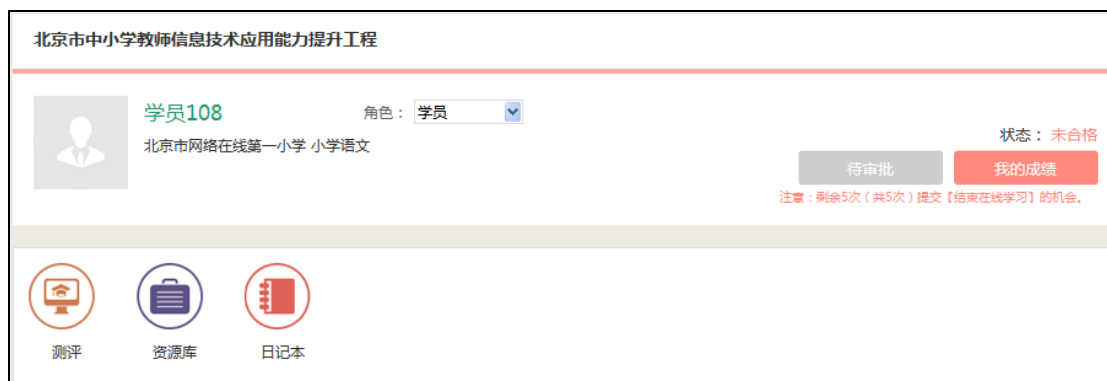 北京市中小学教师信息技术应用能力提升工程
学员108 角色： 学员
北京市网络在线第一小学 小学语文
状态： 未合格
待审批 我的成绩
注意：剩余5次（共5次）提交【结束在线学习】的机会。
测评 资源库 日记本